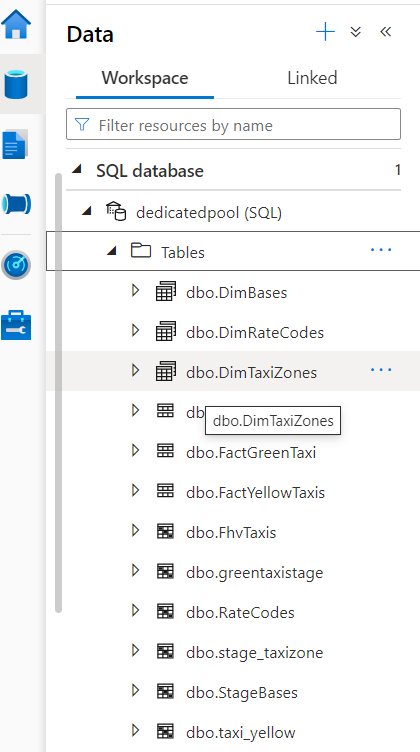 Data
Workspace Linked
Filter resources by name
SQL database 1
dedicatedpool (SQL)
Tables
dbo.DimBases
dbo.DimRateCodes
dbo.DimTaxiZones
db
dbo.DimTaxiZones
dbo.FactGreenTaxi
dbo.FactYellowTaxis
dbo.FhvTaxis
dbo.greentaxistage
dbo.RateCodes
dbo.stage_taxizone
dbo.StageBases
dbo.taxi_yellow